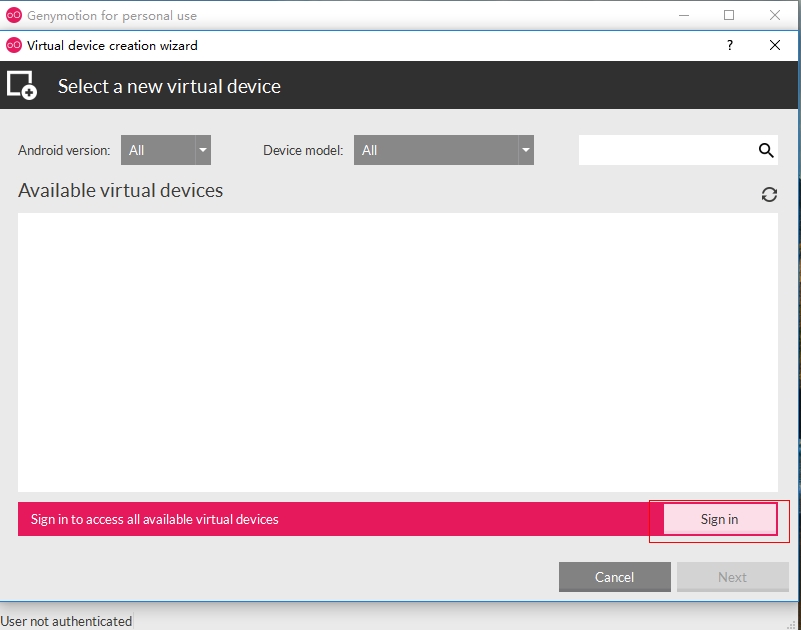 Genymotion for personal use
Virtual device creation wizard
?
Select a new virtual device
Android version: All Device model: All
Available virtual devices
Sign in to access all available virtual devices Sign in
Cancel Next
User not authenticated